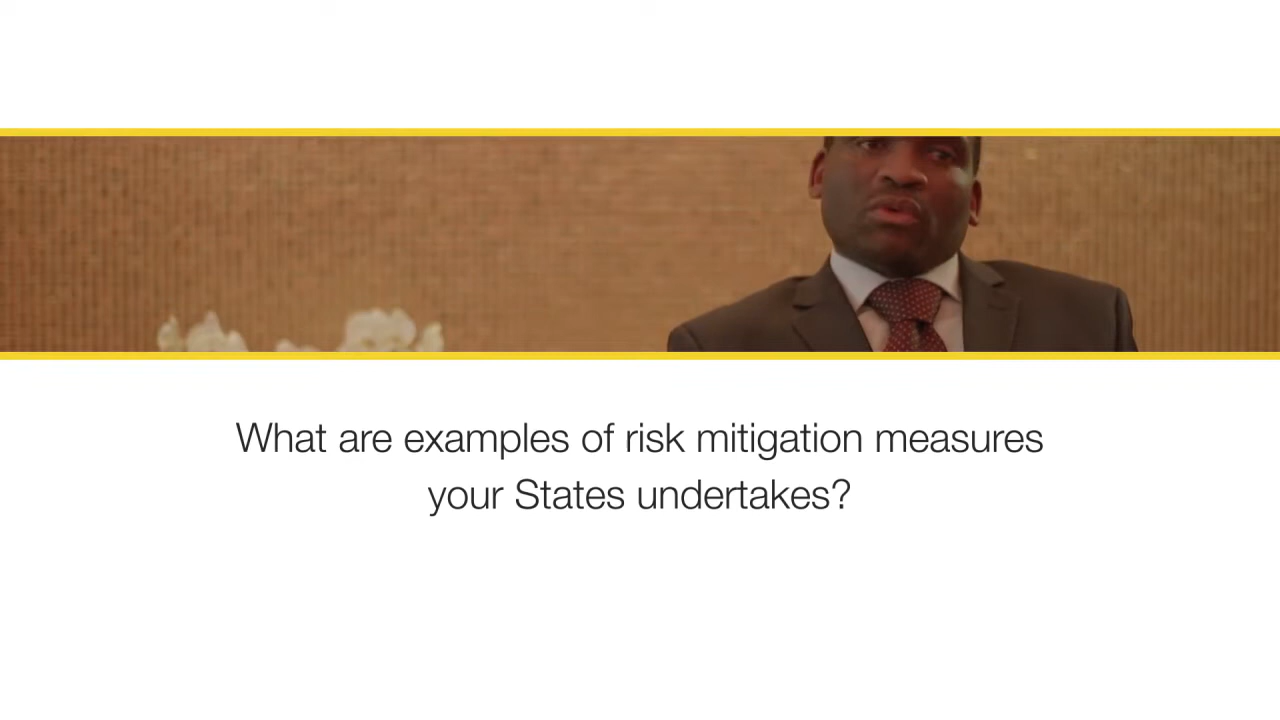 What are examples of risk mitigation measures
your States undertakes?